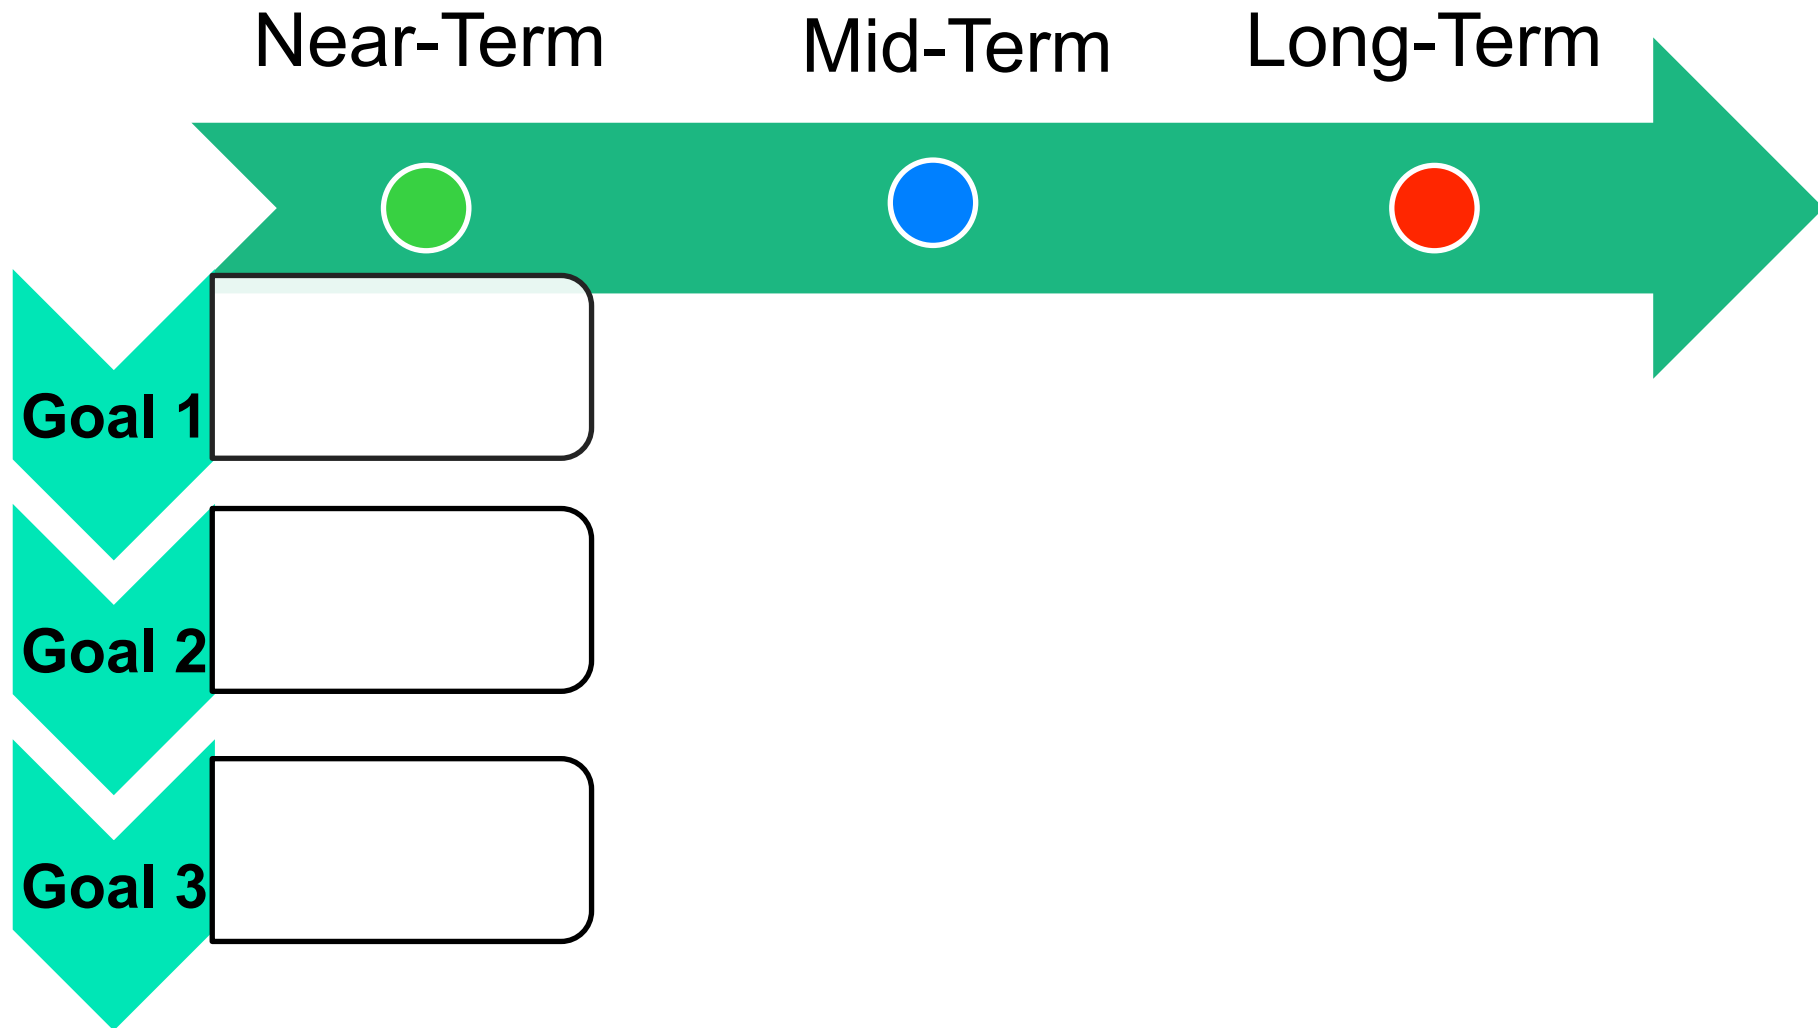 Near-Term
Mid-Term
Long-Term
Goal 1
Goal 2
Goal 3